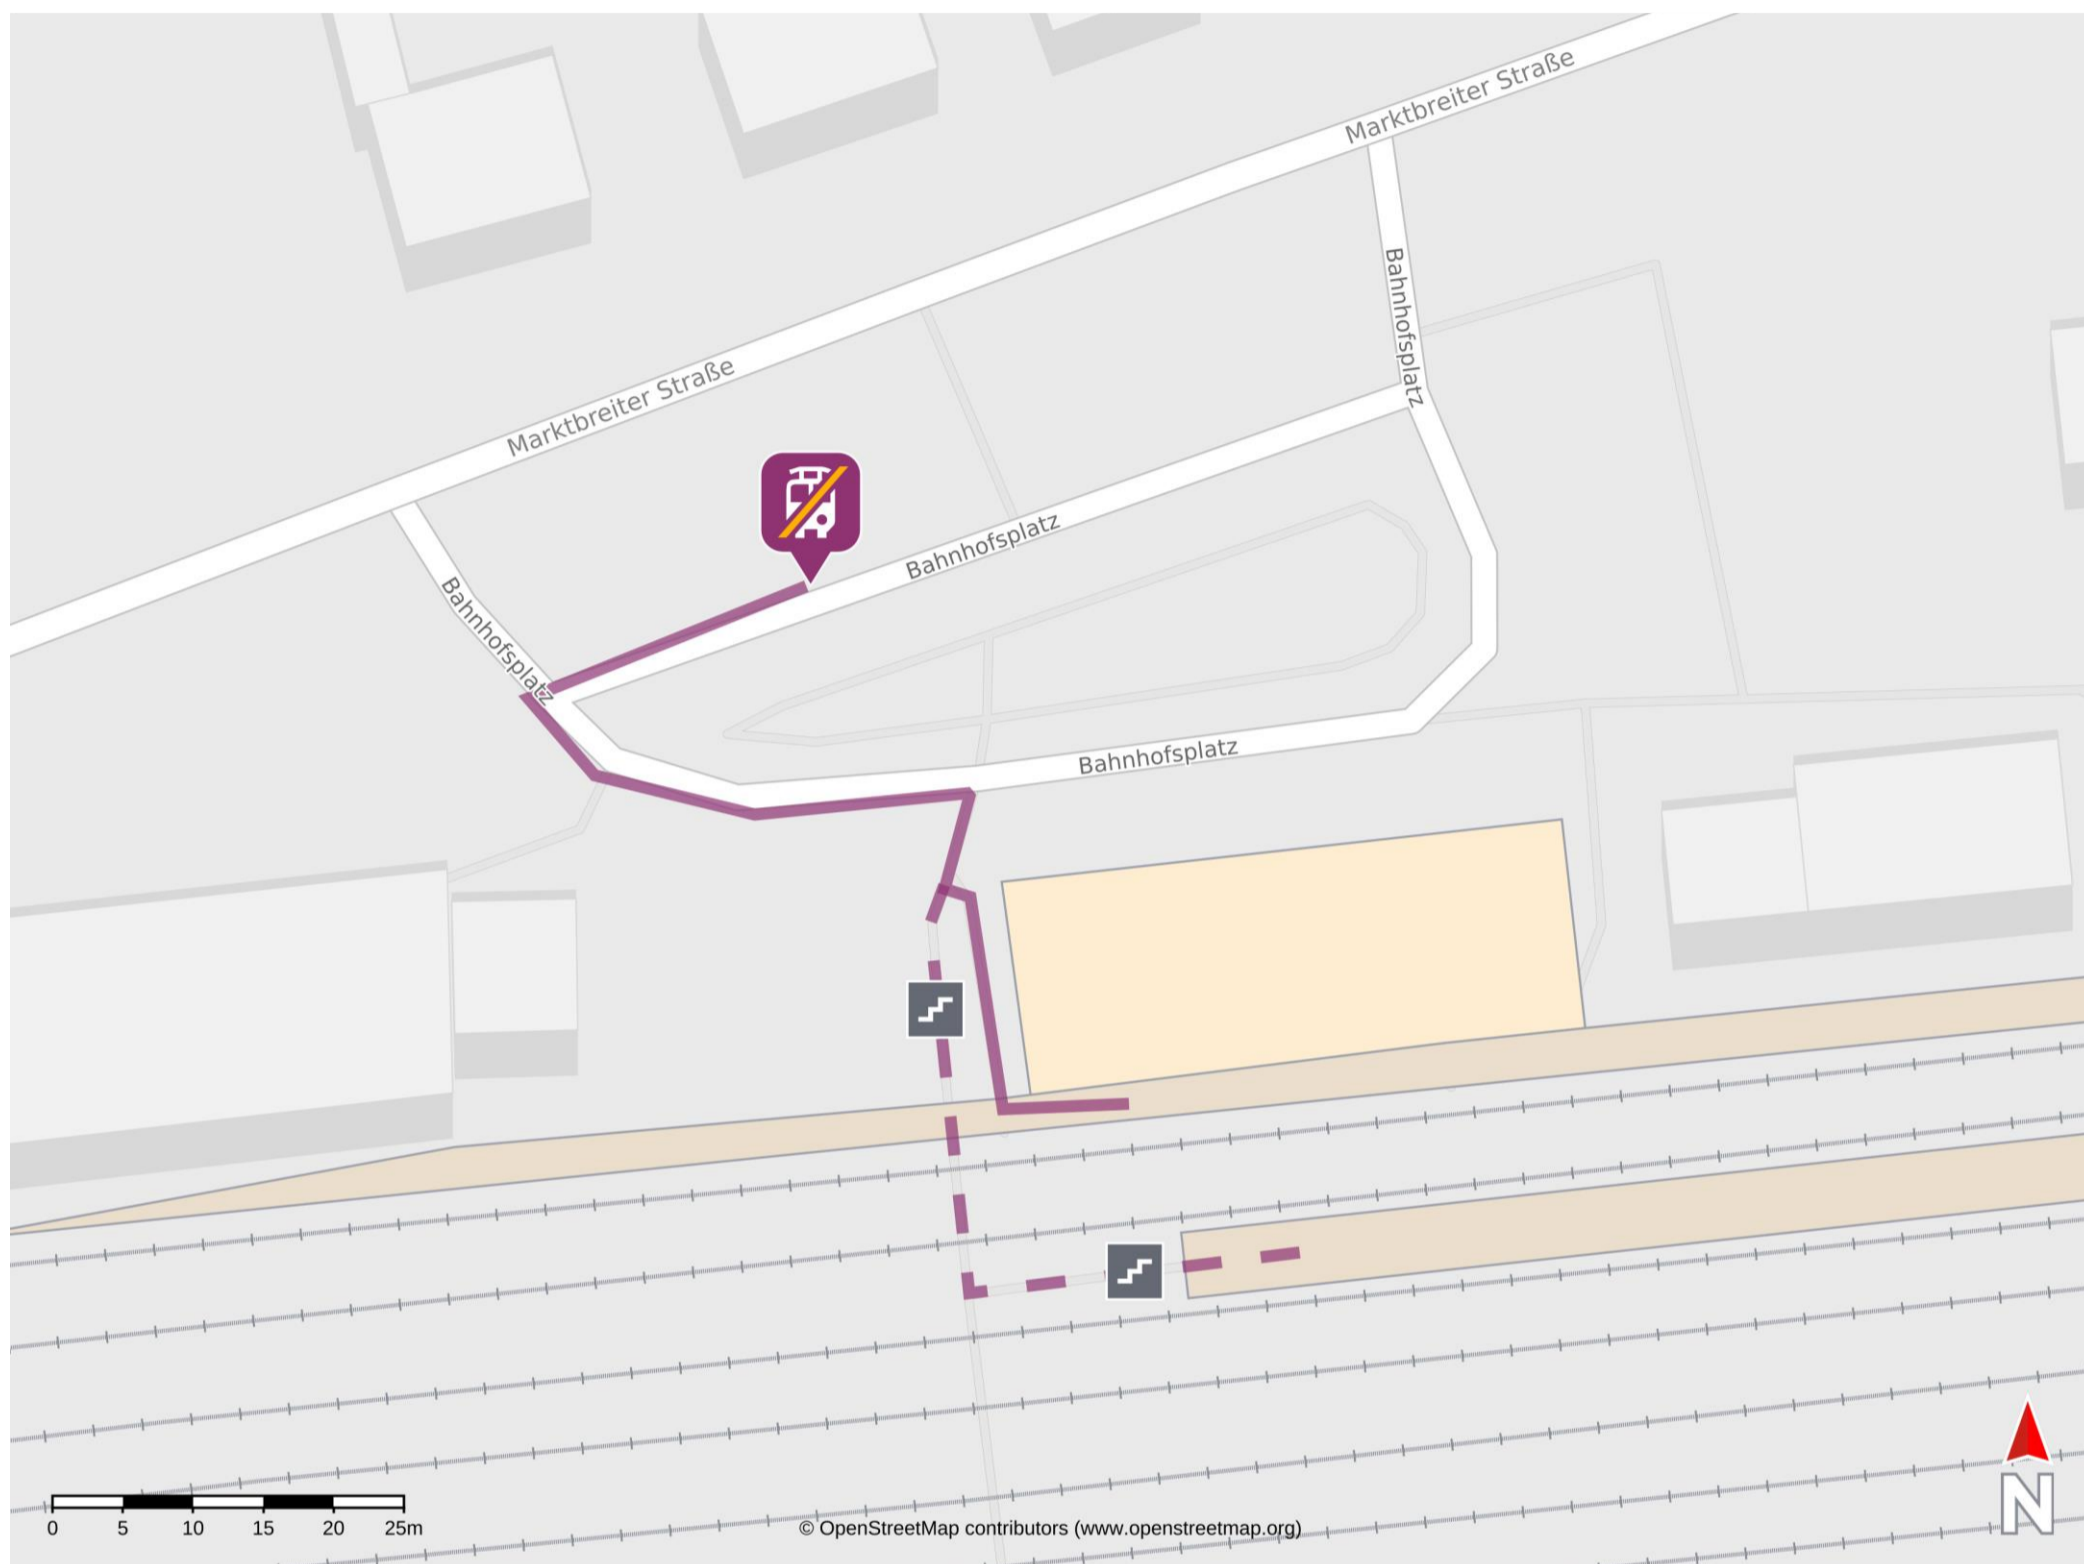 Marktbreiter Straße
Bahnhofsplatz
Marktbreiter Straße
Bahnhofsplatz
Bahnhofsplatz
Bahnhofsplatz
0 5 10 15 20 25m
© OpenStreetMap contributors (www.openstreetmap.org)
N